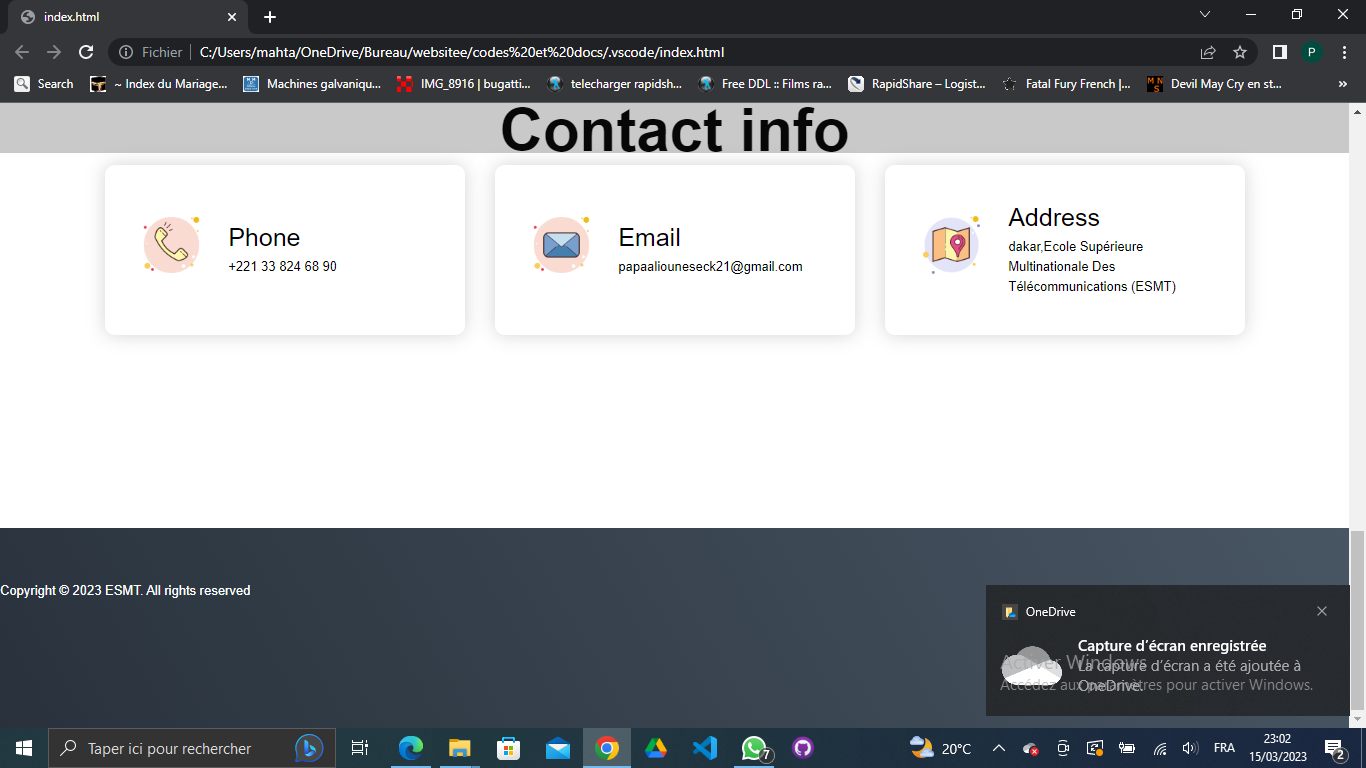 index.html
Fichier
C:/Users/mahta/OneDrive/Bureau/websitee/codes%20et%20docs/.vscode/index.html
P
Search
~ Index du Mariage...
Machines galvaniqu...
IMG_8916 | bugatti...
telecharger rapidsh...
Free DDL :: Films ra...
RapidShare – Logist...
Fatal Fury French |...
MNS
Devil May Cry en st...
»
Contact info
Phone
+221 33 824 68 90
Email
papaaliouneseck21@gmail.com
Address
dakar,Ecole Supérieure
Multinationale Des
Télécommunications (ESMT)
Copyright © 2023 ESMT. All rights reserved
OneDrive
Capture d'écran enregistrée
La capture d'écran a été ajoutée à
OneDrive.
Activer Windows
Accédez aux paramètres pour activer Windows.
Taper ici pour rechercher
7
20°C
FRA
23:02
15/03/2023
2